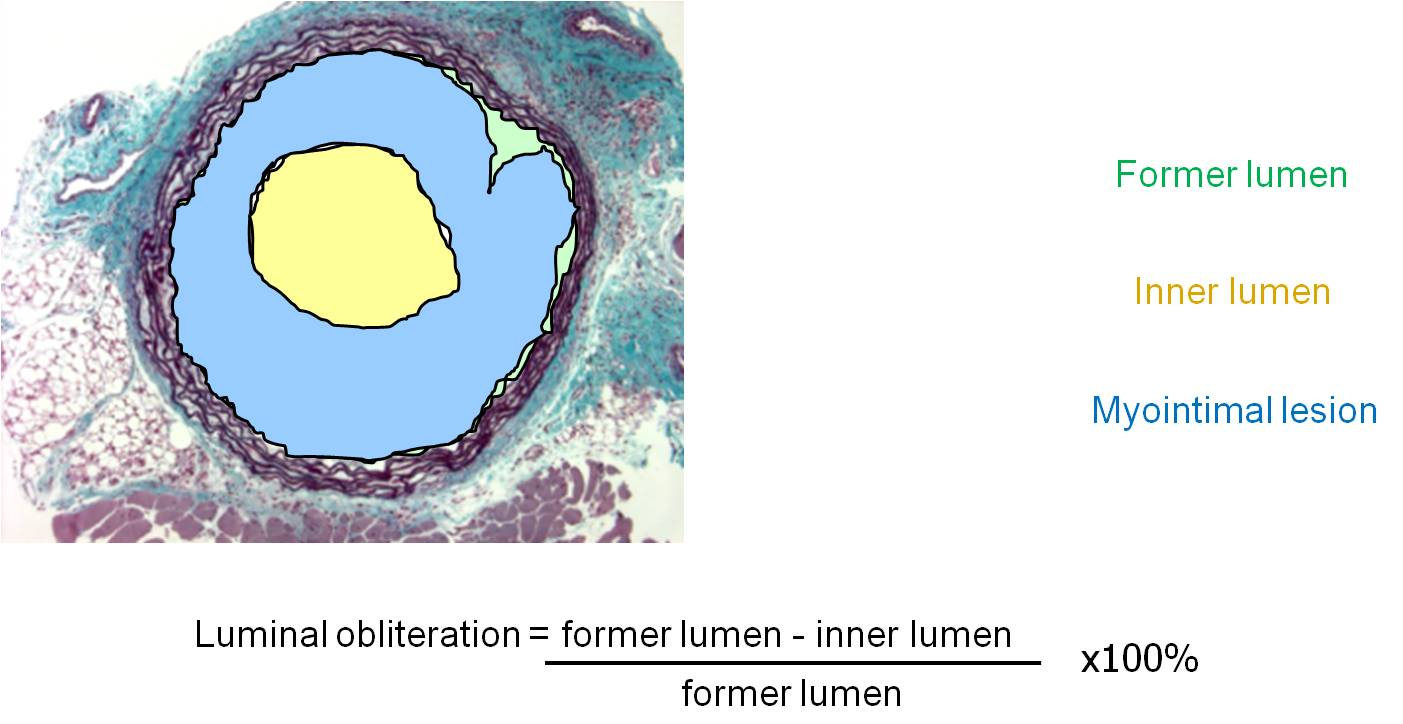 Former lumen
Inner lumen
Myointimal lesion
Luminal obliteration = former lumen - inner lumen
x100%
former lumen